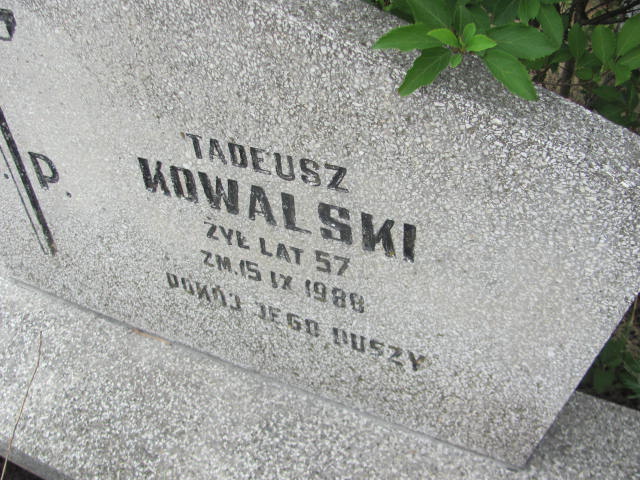 P.
TADEUSZ
KOWALSKI
ŻYŁ LAT 57
ZM. 15 IX 1988
POKÓJ JEGO DUSZY